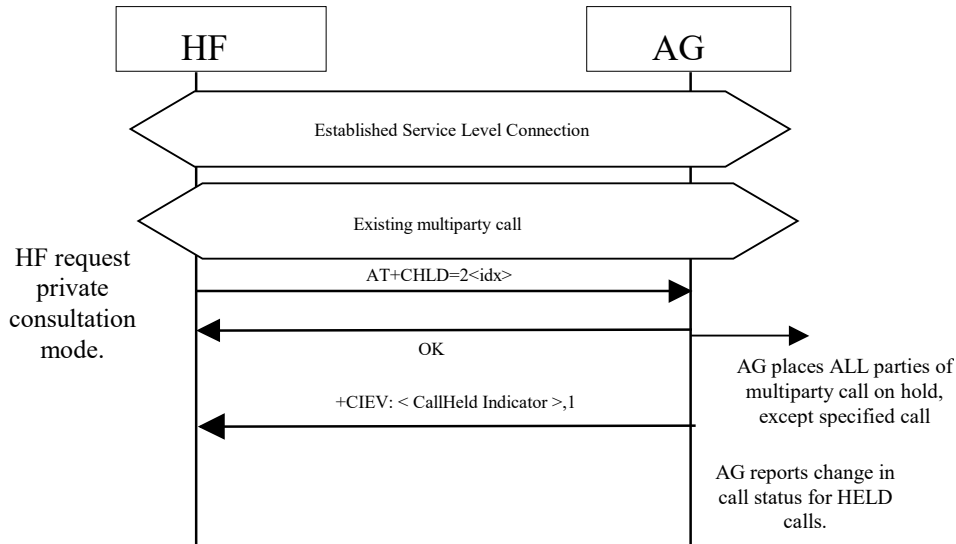 HF
AG
Established Service Level Connection
Existing multiparty call
HF request
private
consultation
mode.
AT+CHLD=2<idx>
OK
AG places ALL parties of
multiparty call on hold,
except specified call
+CIEV: < CallHeld Indicator >,1
AG reports change in
call status for HELD
calls.